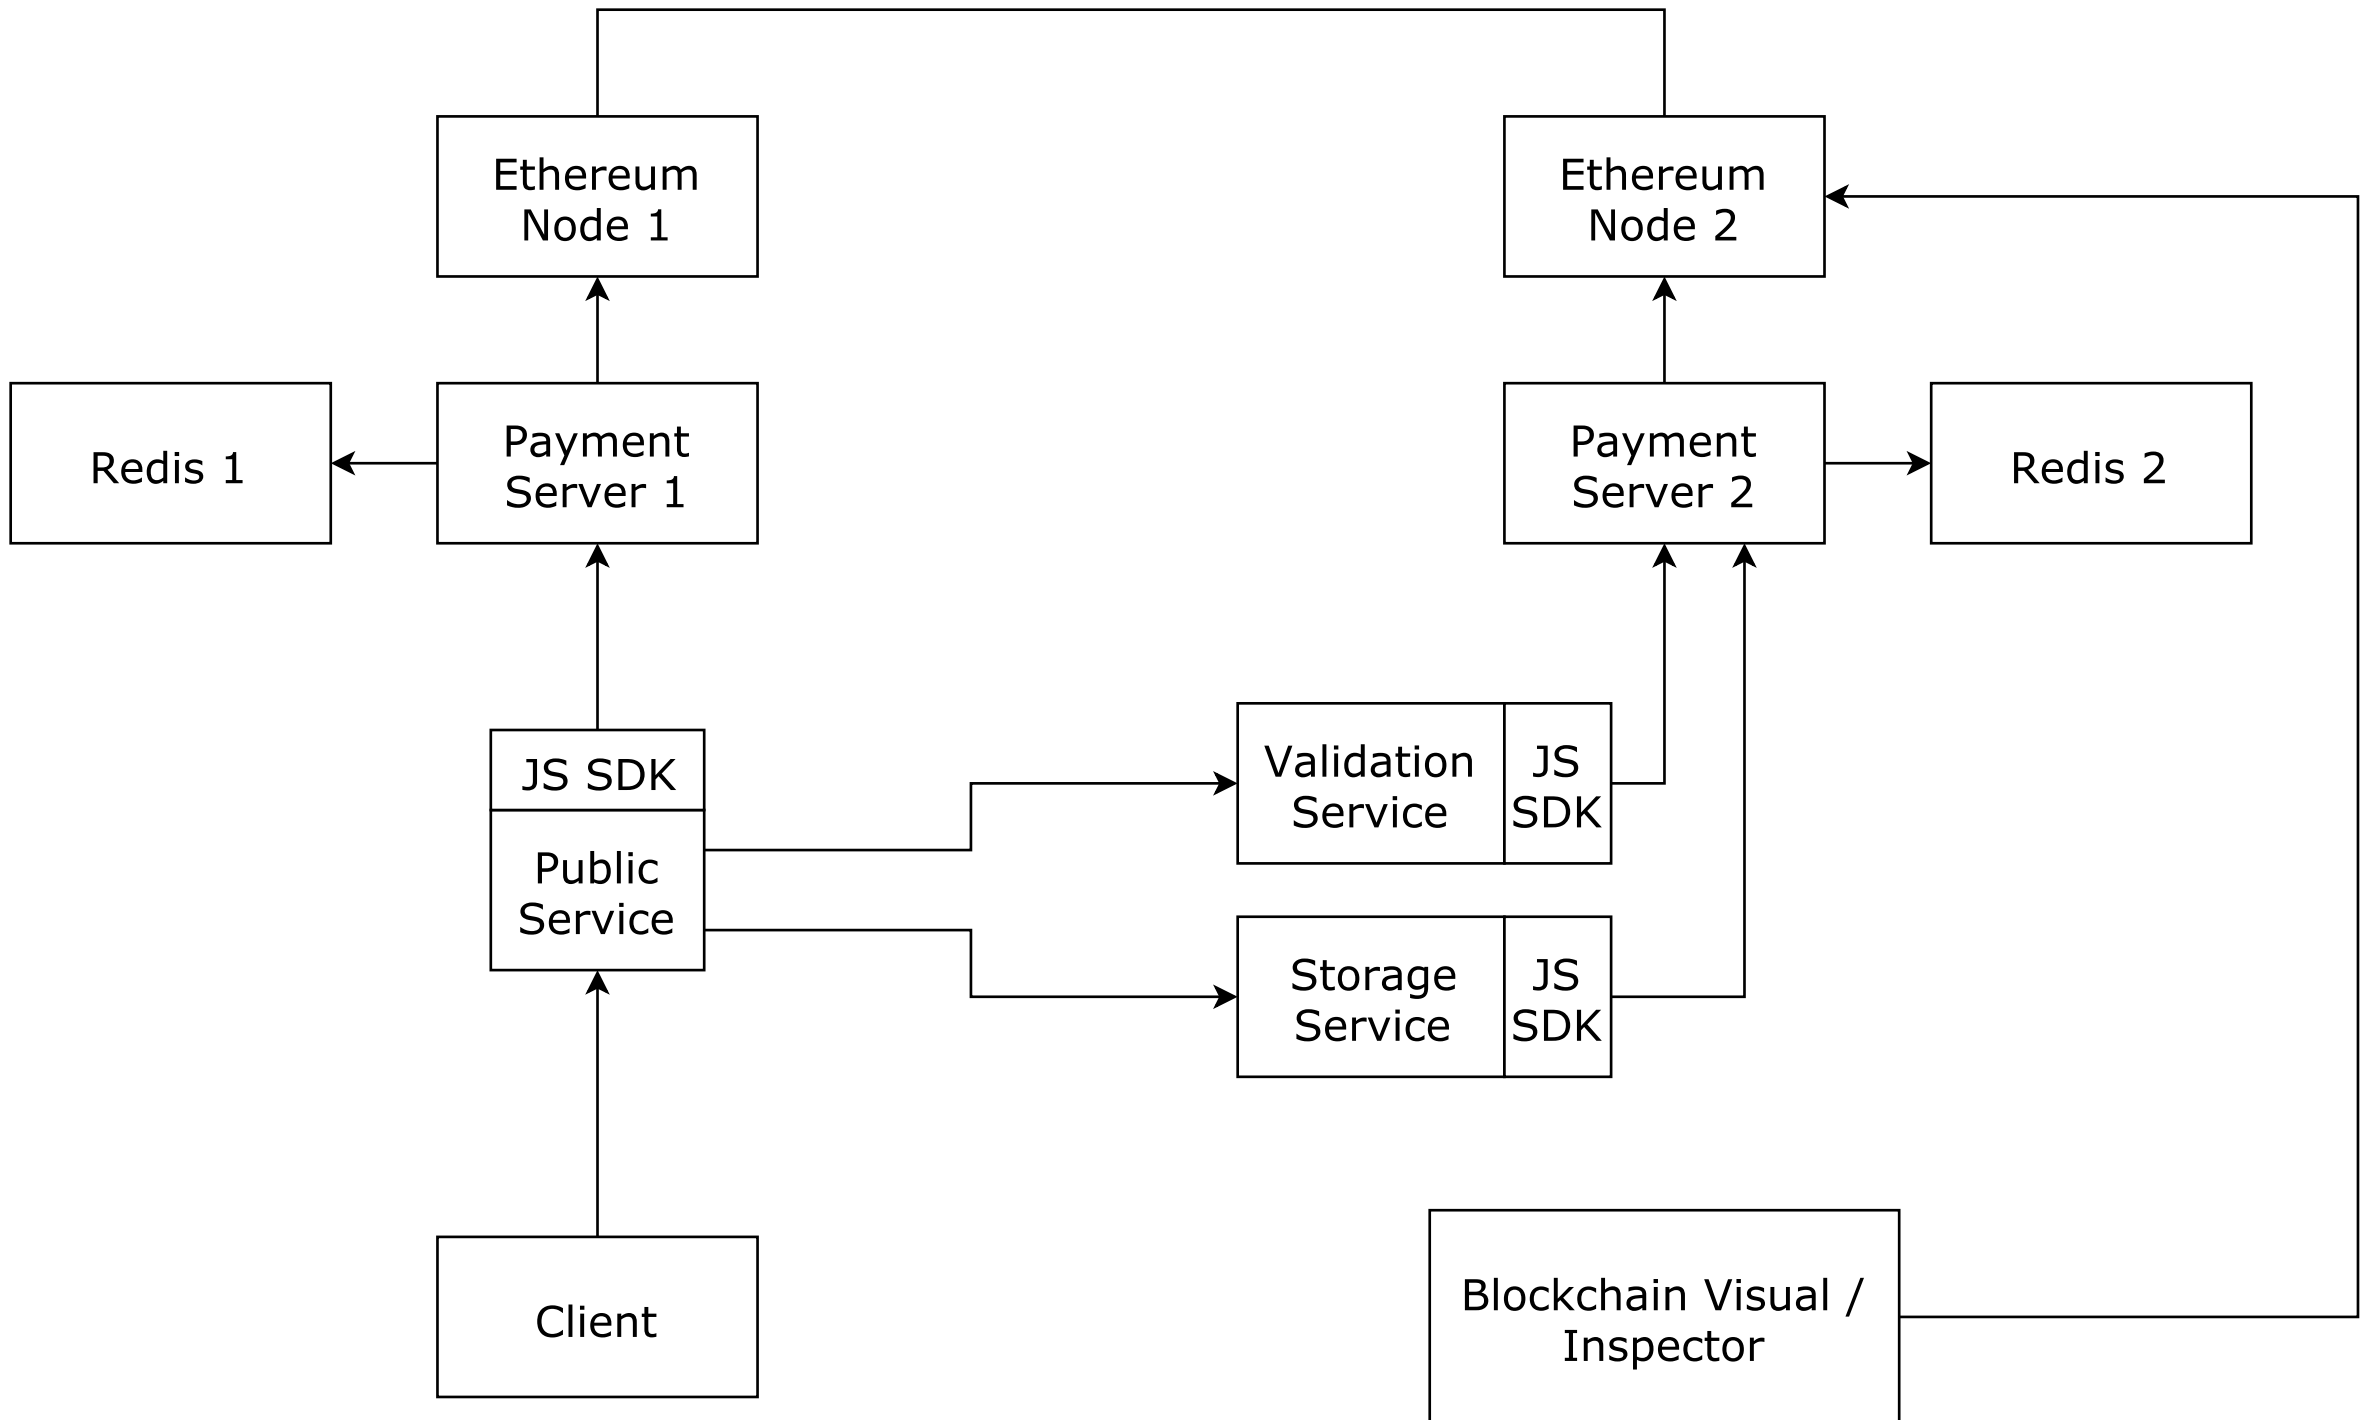 Ethereum
Node 1
Ethereum
Node 2
Redis 1
Payment
Server 1
Payment
Server 2
Redis 2
JS SDK
Public
Service
Validation
Service
JS
SDK
Storage
Service
JS
SDK
Client
Blockchain Visual /
Inspector